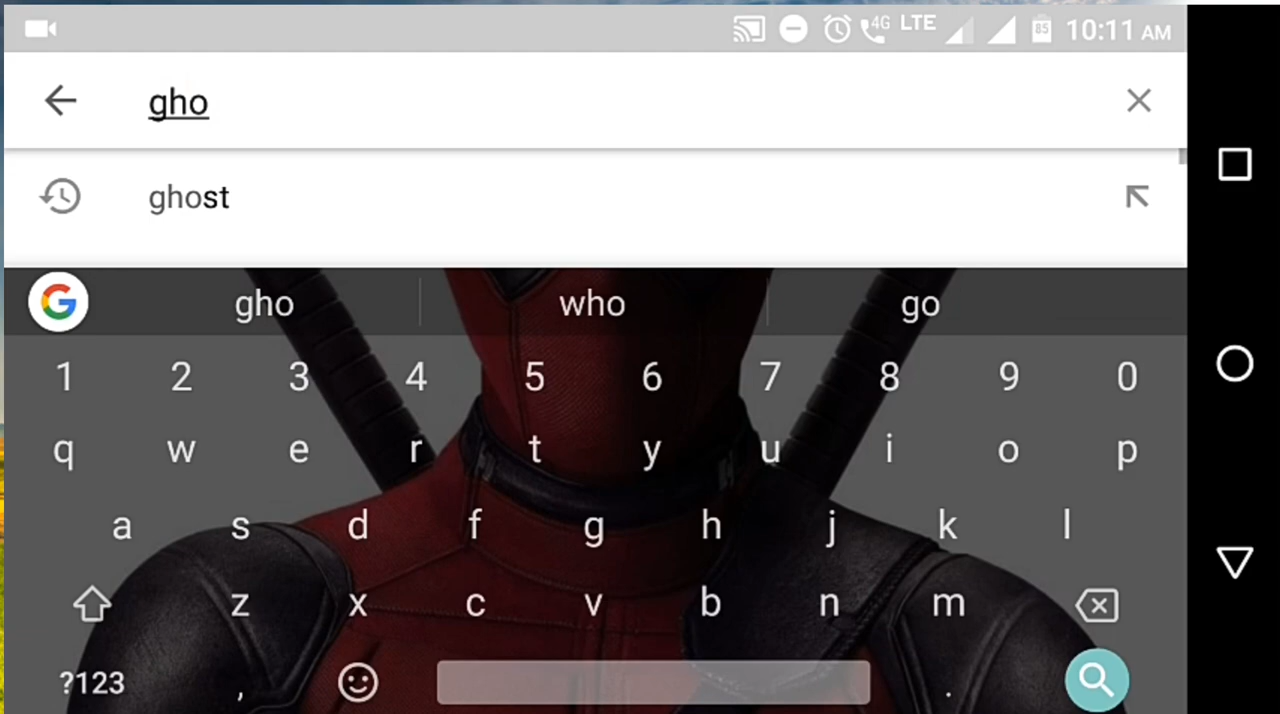 4G LTE 85 10:11 AM
gho
ghost
G gho who go
1 2 3 4 5 6 7 8 9 0
q w e r t y u i o p
a s d f g h j k l
z x c v b n m
?123 , .